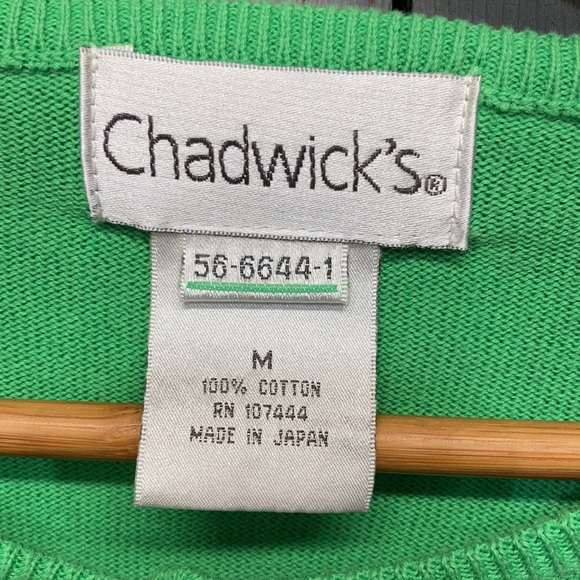 Chadwick's®
56-6644-1
M
100% COTTON
RN 107444
MADE IN JAPAN